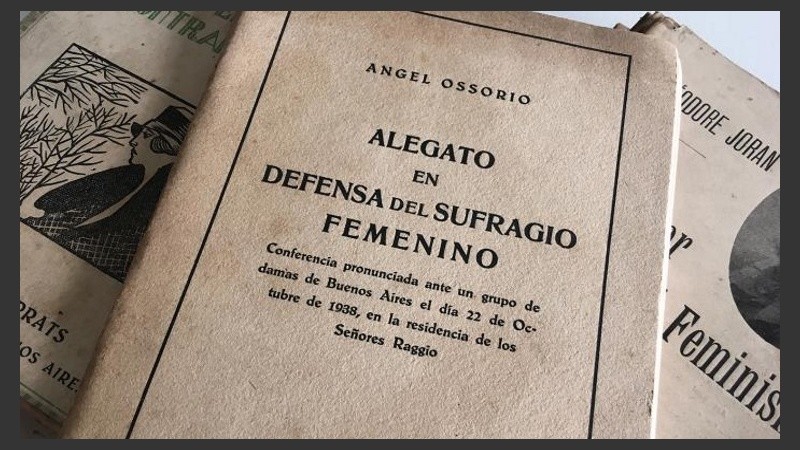 ANGEL OSSORIO
ALEGATO
EN
DEFENSA DEL SUFRAGIO
FEMENINO
Conferencia pronunciada ante un grupo de
damas de Buenos Aires el día 22 de Oc-
tubre de 1938, en la residencia de los
Señores Raggio
JORAN